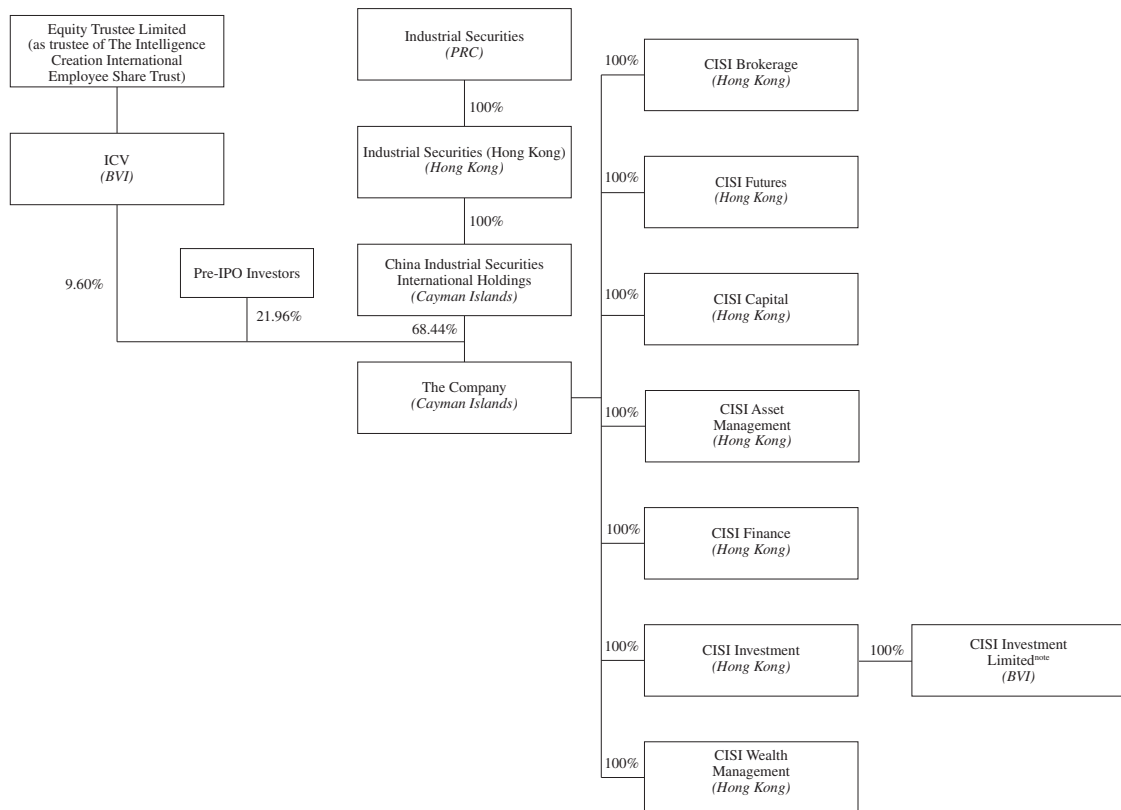 Equity Trustee Limited
(as trustee of The Intelligence
Creation International
Employee Share Trust)
Industrial Securities
(PRC)
100%
CISI Brokerage
(Hong Kong)
100%
ICV
(BVI)
Industrial Securities (Hong Kong)
(Hong Kong)
100%
CISI Futures
(Hong Kong)
100%
9.60%
Pre-IPO Investors
21.96%
China Industrial Securities
International Holdings
(Cayman Islands)
68.44%
100%
CISI Capital
(Hong Kong)
The Company
(Cayman Islands)
100%
CISI Asset
Management
(Hong Kong)
100%
CISI Finance
(Hong Kong)
100%
CISI Investment
(Hong Kong)
100%
CISI Investment
Limitednote
(BVI)
100%
CISI Wealth
Management
(Hong Kong)